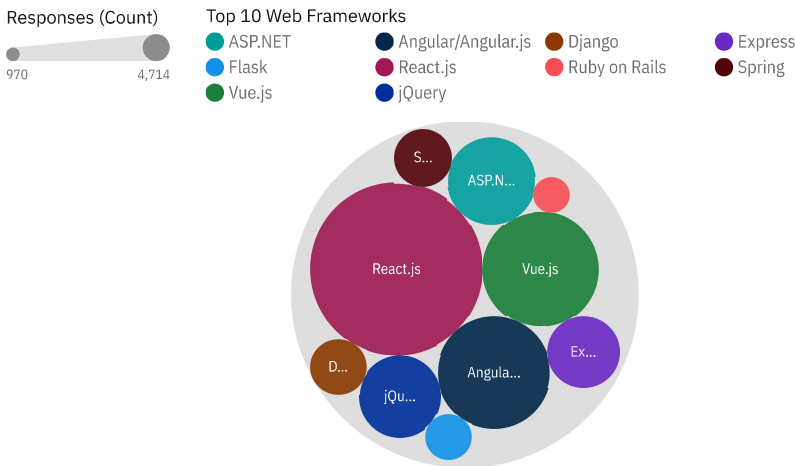 Responses (Count)
970
4,714
Top 10 Web Frameworks
ASP.NET
Angular/Angular.js
Django
Express
Flask
React.js
Ruby on Rails
Spring
Vue.js
jQuery
S...
ASP.N...
React.js
Vue.js
Ex...
D...
Angula...
jQu...